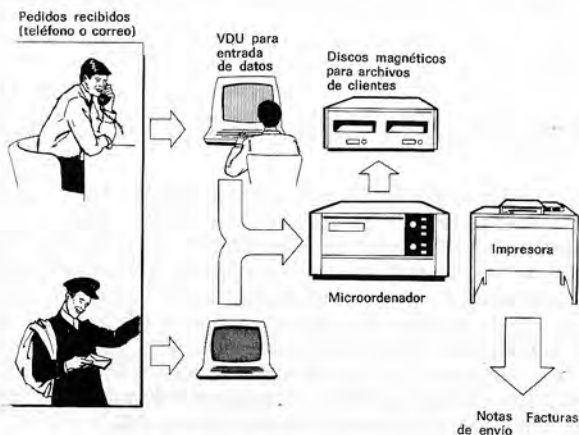 Pedidos recibidos
(teléfono o correo)
VDU para
entrada
de datos
Discos magnéticos
para archivos
de clientes
Microordenador
Impresora
Notas
de envío
Facturas